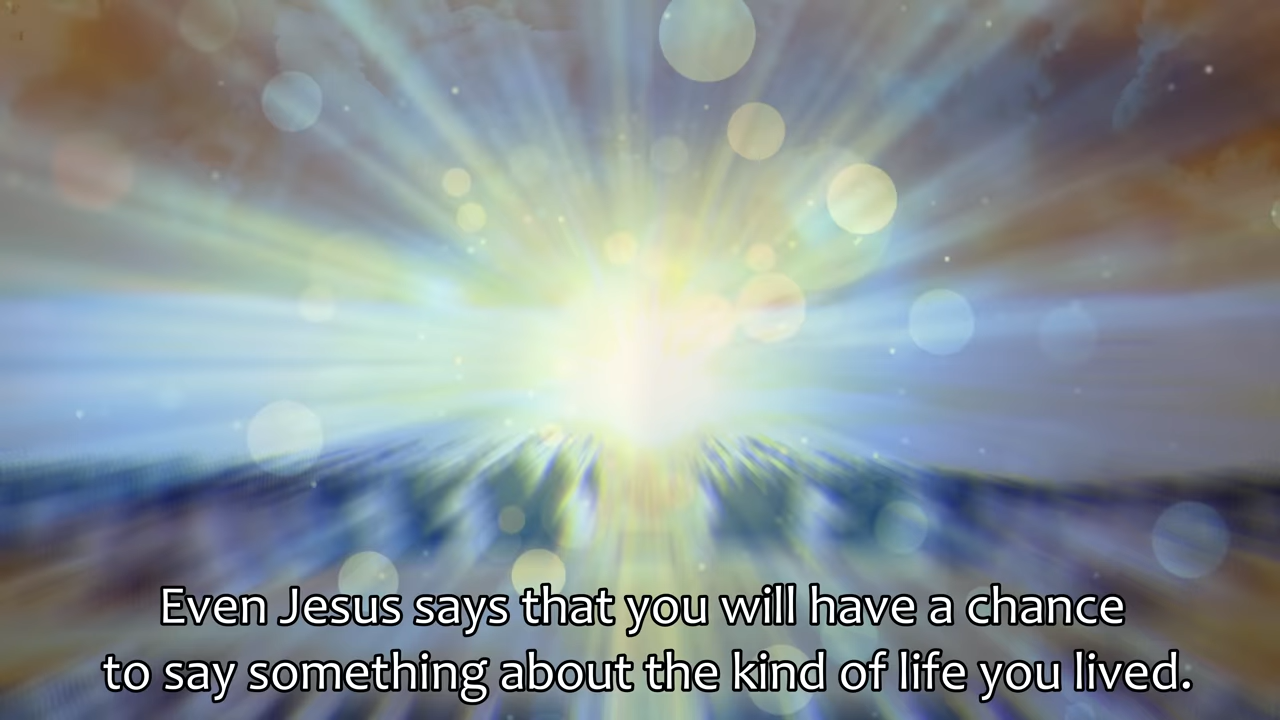 Even Jesus says that you will have a chance
to say something about the kind of life you lived.